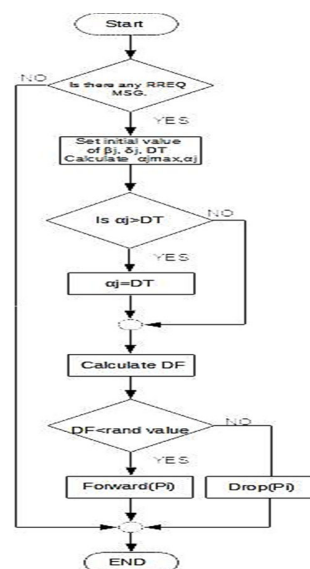 Start
NO
Is there any RREQ
MSG.
YES
Set initial value
of βj, δj, DT
Calculate αjmax,αj
Is αj>DT
NO
YES
αj=DT
Calculate DF
DF<rand value
NO
YES
Forward(Pi)
Drop(Pi)
END